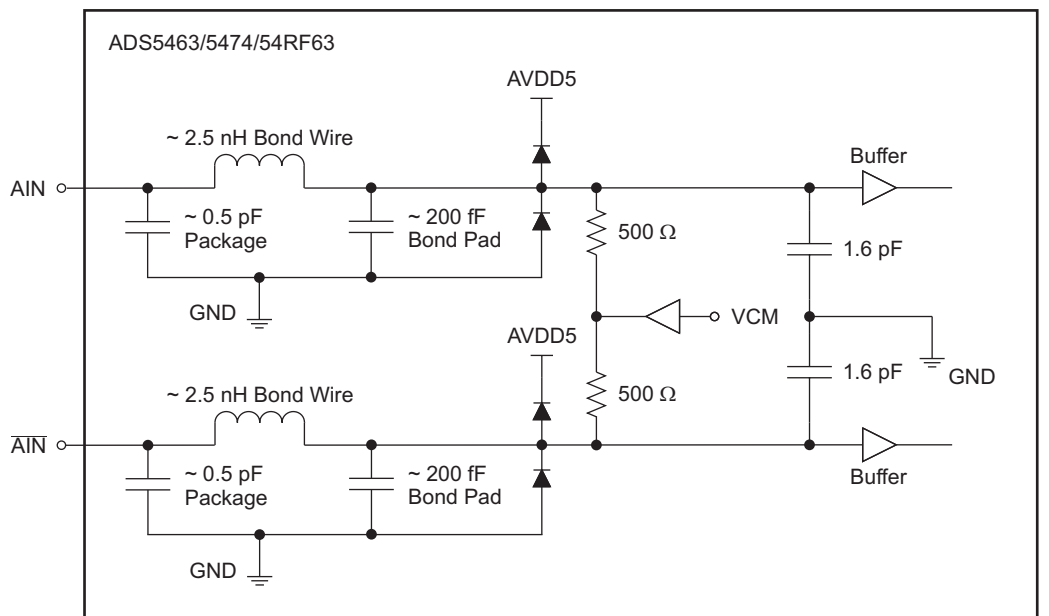 ADS5463/5474/54RF63
AVDD5
~ 2.5 nH Bond Wire
Buffer
AIN
~ 0.5 pF
Package
~ 200 fF
Bond Pad
500 Ω
1.6 pF
GND
VCM
AVDD5
GND
1.6 pF
~ 2.5 nH Bond Wire
500 Ω
A̅I̅N̅
~ 0.5 pF
Package
~ 200 fF
Bond Pad
Buffer
GND